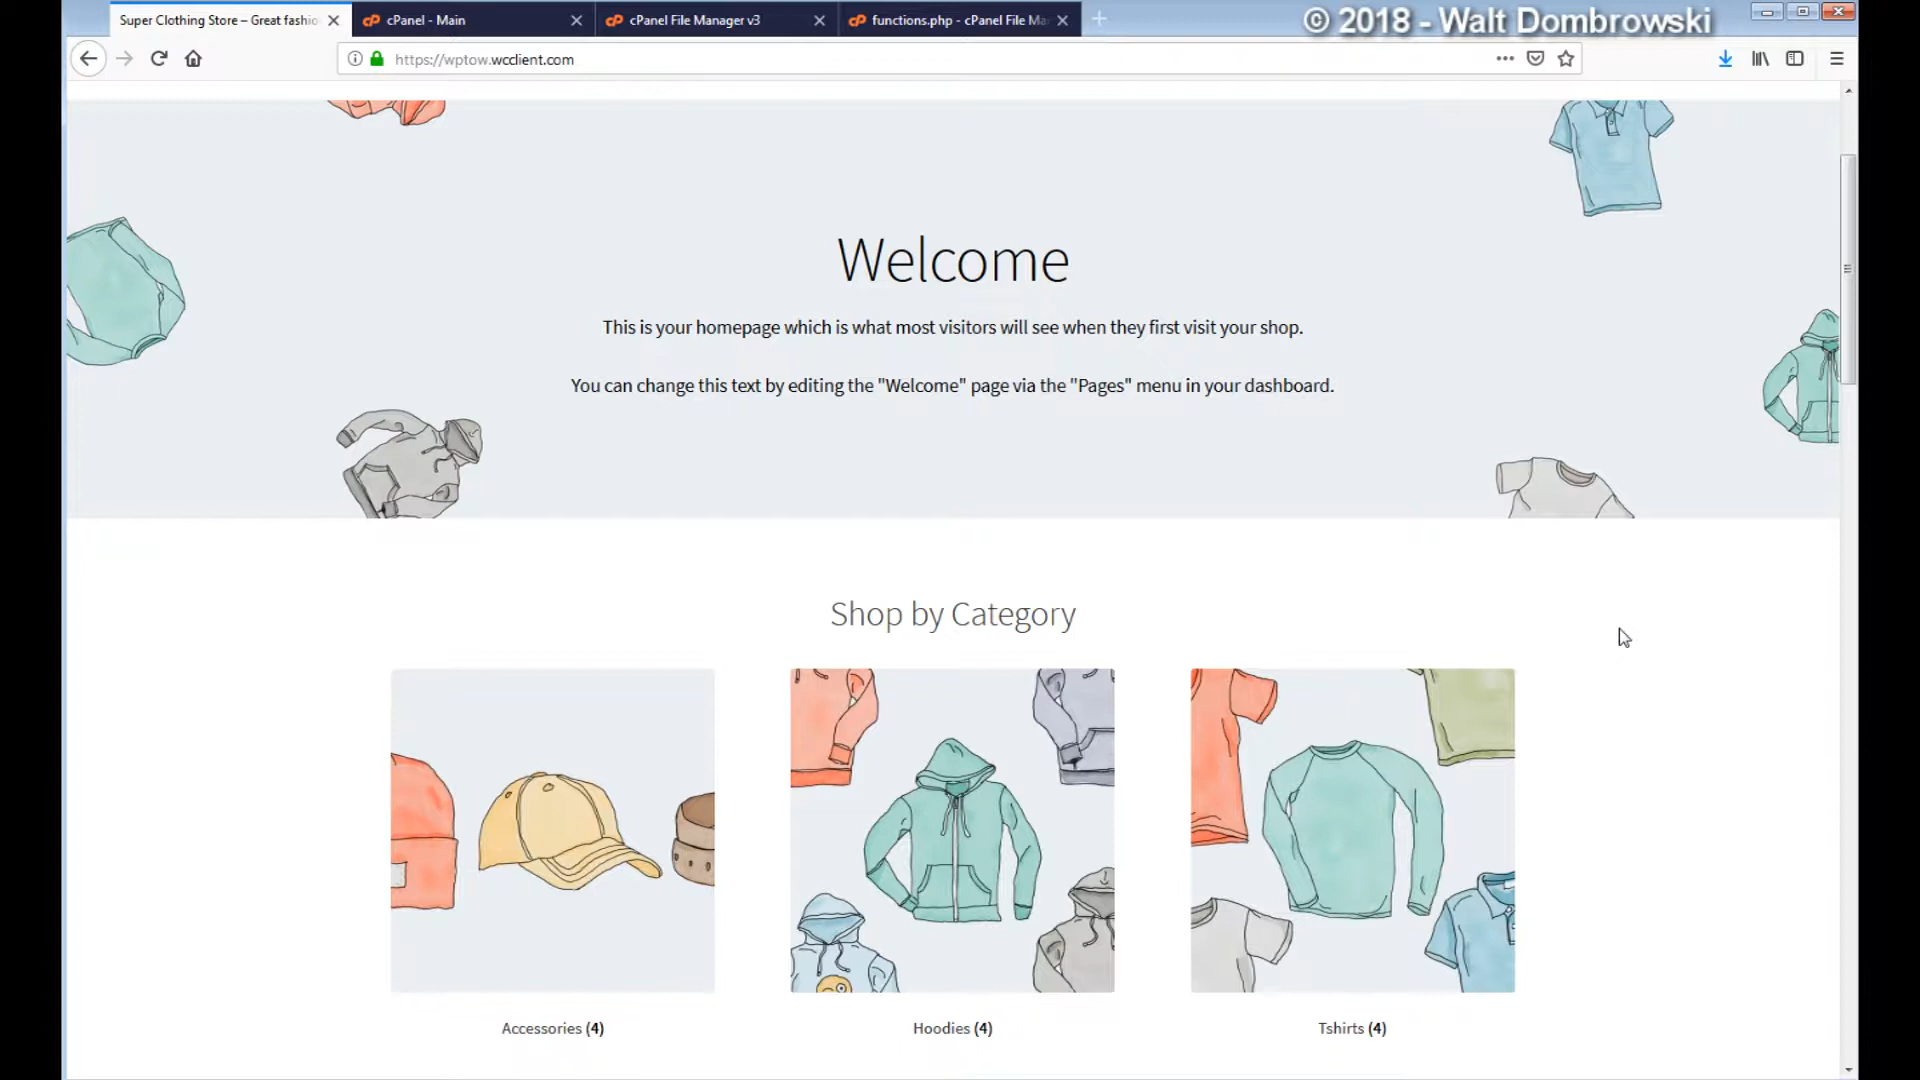 Super Clothing Store – Great fashio
cPanel - Main
cPanel File Manager v3
functions.php - cPanel File Ma
© 2018 - Walt Dombrowski
https://wptow.wcclient.com
Welcome
This is your homepage which is what most visitors will see when they first visit your shop.
You can change this text by editing the "Welcome" page via the "Pages" menu in your dashboard.
Shop by Category
Accessories (4)
Hoodies (4)
Tshirts (4)